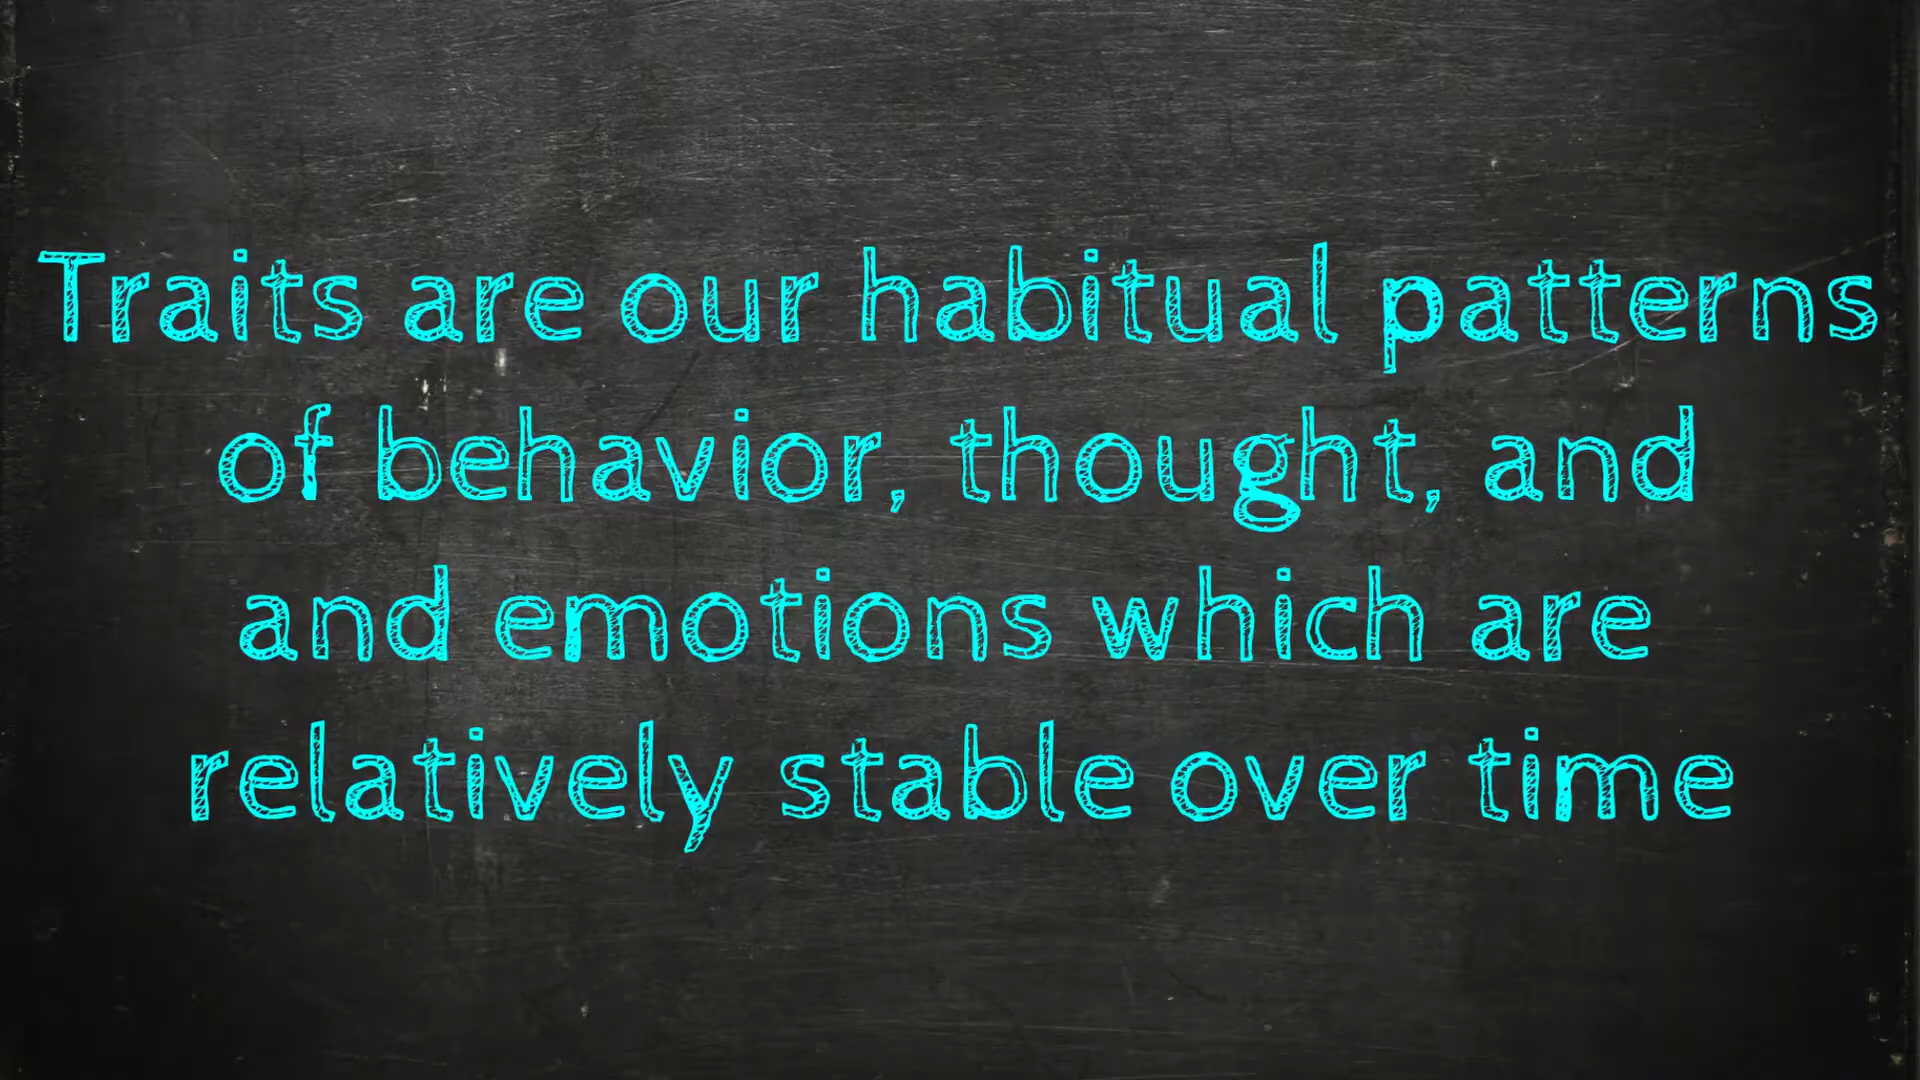 Traits are our habitual patterns
of behavior, thought, and
and emotions which are
relatively stable over time